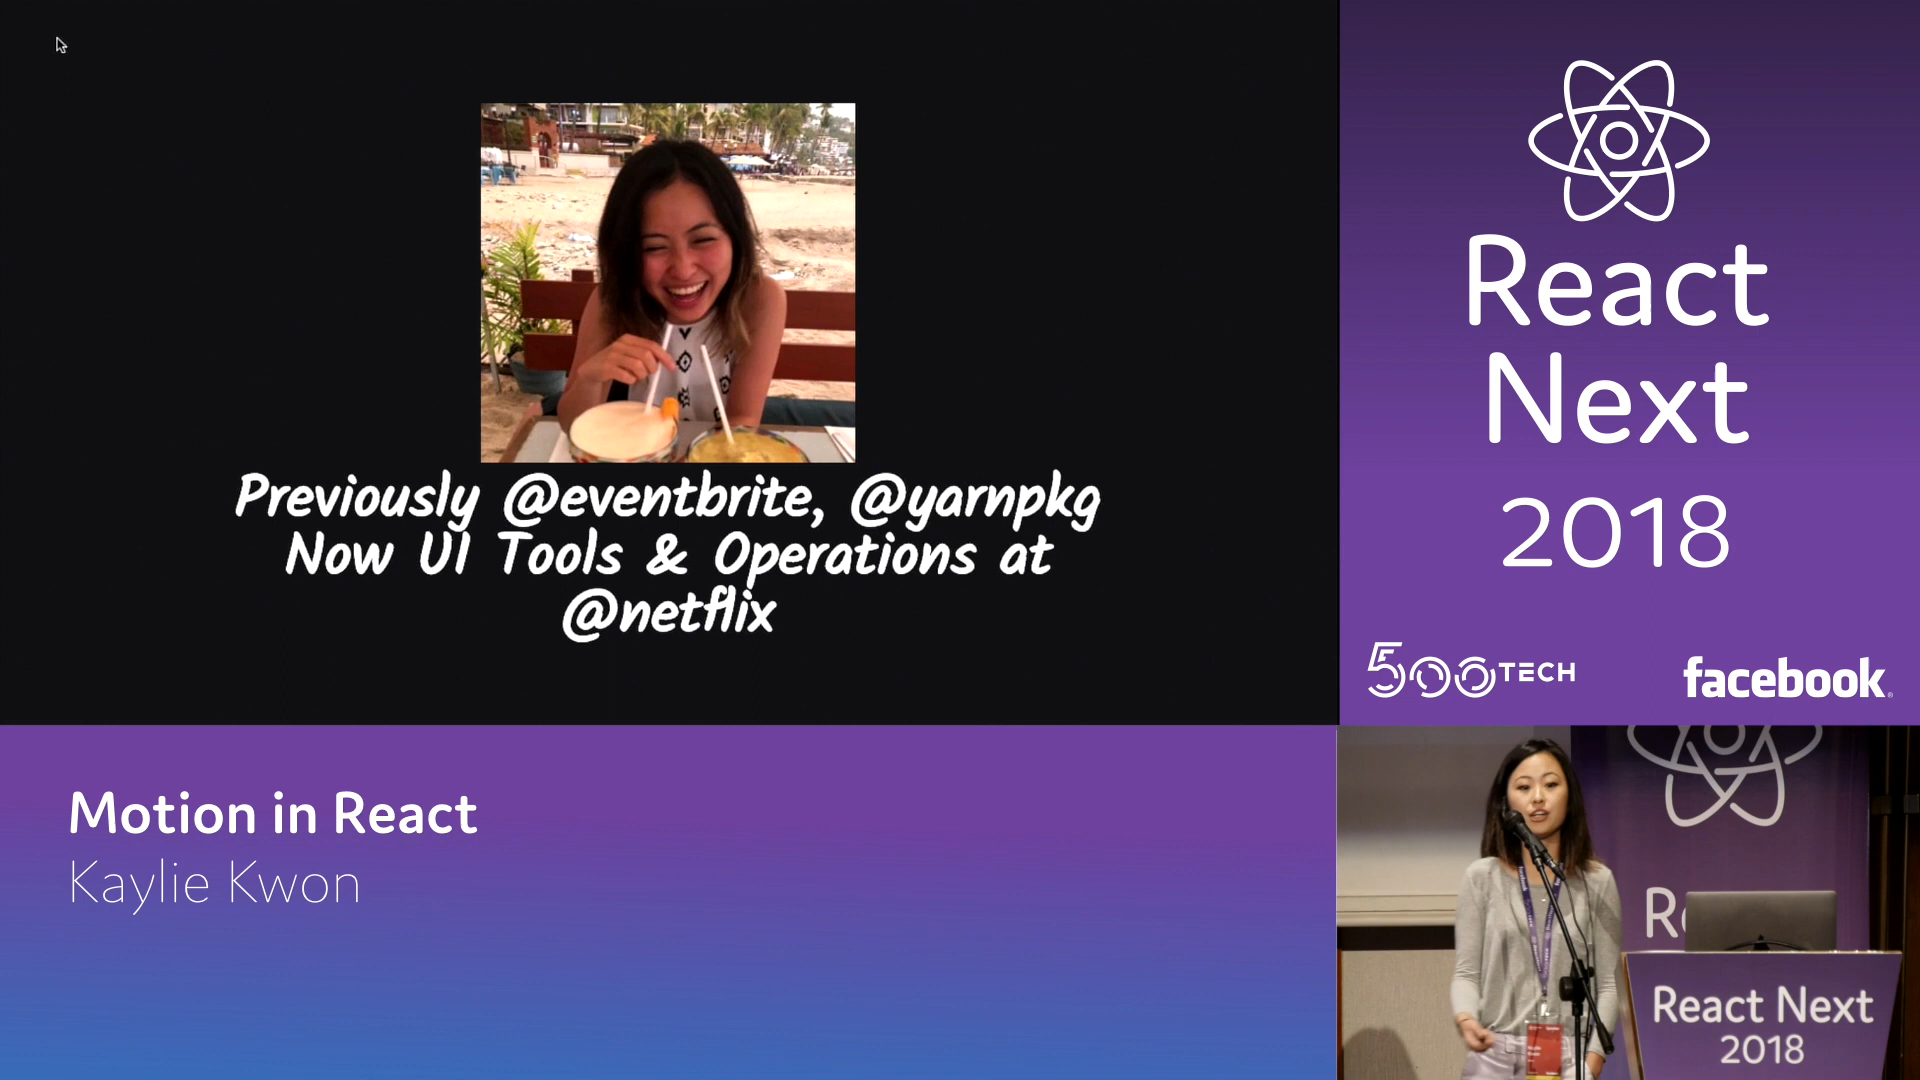 Previously @eventbrite, @yarnpkg
Now UI Tools & Operations at
@netflix
React
Next
2018
500TECH
facebook
Motion in React
Kaylie Kwon
React Next
2018